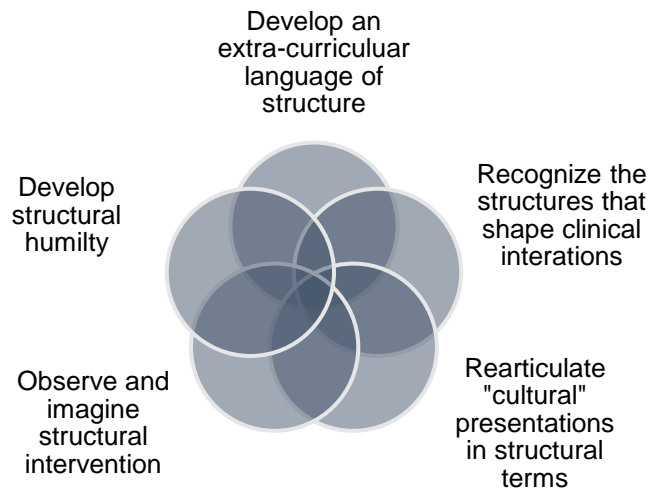 Develop an
extra-curriculuar
language of
structure
Recognize the
structures that
shape clinical
interations
Rearticulate
"cultural"
presentations
in structural
terms
Observe and
imagine
structural
intervention
Develop
structural
humilty